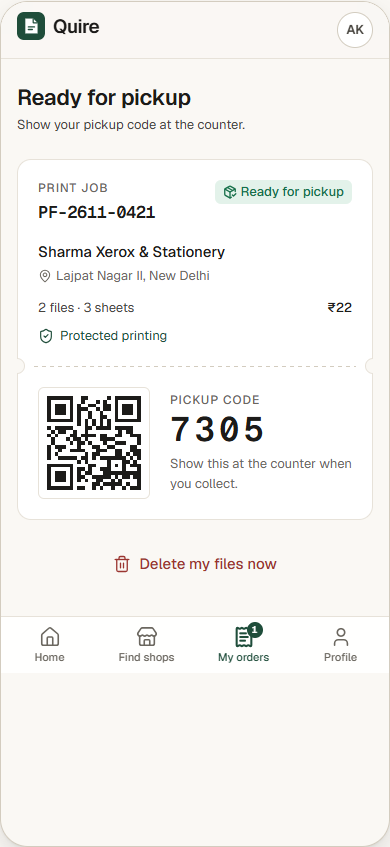 Quire
AK
Ready for pickup
Show your pickup code at the counter.
PRINT JOB
Ready for pickup
PF-2611-0421
Sharma Xerox & Stationery
Lajpat Nagar II, New Delhi
2 files · 3 sheets
₹22
Protected printing
PICKUP CODE
7305
Show this at the counter when
you collect.
Delete my files now
1
Home
Find shops
My orders
Profile